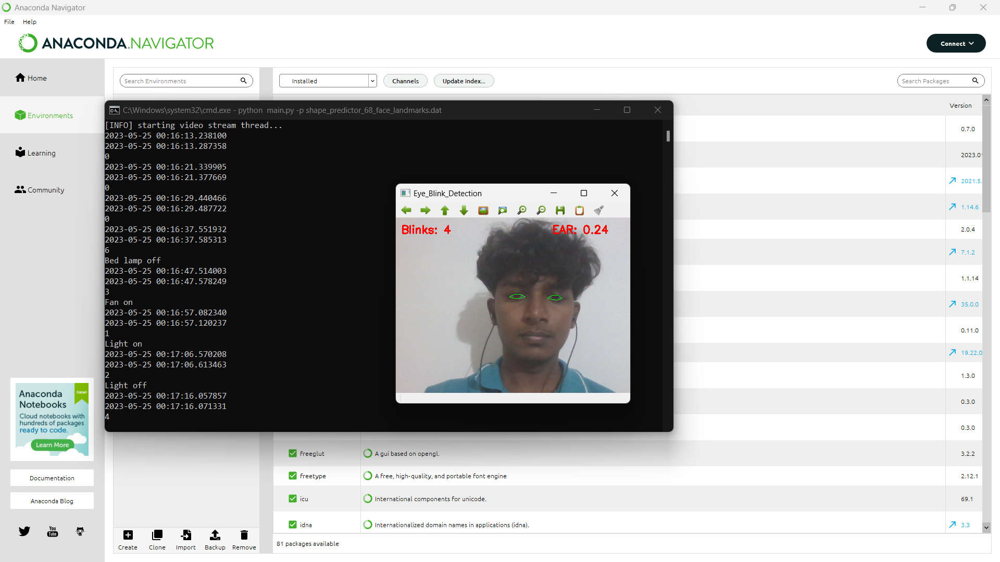 Anaconda Navigator
File Help
ANACONDA.NAVIGATOR
Connect
Home
Environments
Learning
Community
Search Environments
Installed
Channels
Update index...
Search Packages
Version
0.7.0
2023.0
2021.5.
1.14.6
2.0.4
7.1.2
1.1.14
35.0.0
0.11.0
19.22.0
1.3.0
0.3.0
0.3.0
C:\Windows\system32\cmd.exe - python main.py -p shape_predictor_68_face_landmarks.dat
[INFO] starting video stream thread...
2023-05-25 00:16:13.238100
2023-05-25 00:16:13.287358
0
2023-05-25 00:16:21.339905
2023-05-25 00:16:21.377669
0
2023-05-25 00:16:29.440466
2023-05-25 00:16:29.487722
0
2023-05-25 00:16:37.551932
2023-05-25 00:16:37.585313
6
Bed lamp off
2023-05-25 00:16:47.514003
2023-05-25 00:16:47.578249
3
Fan on
2023-05-25 00:16:57.082340
2023-05-25 00:16:57.120237
1
Light on
2023-05-25 00:17:06.570208
2023-05-25 00:17:06.613463
2
Light off
2023-05-25 00:17:16.057857
2023-05-25 00:17:16.071331
4
Eye_Blink_Detection
Blinks: 4 EAR: 0.24
freeglut A gui based on opengl. 3.2.2
freetype A free, high-quality, and portable font engine 2.12.1
icu International components for unicode. 69.1
idna Internationalized domain names in applications (idna). 3.3
81 packages available
Create Clone Import Backup Remove
Anaconda
Notebooks
New!
Cloud notebooks with
hundreds of packages
ready to code.
Learn More
Documentation
Anaconda Blog
You
Tube